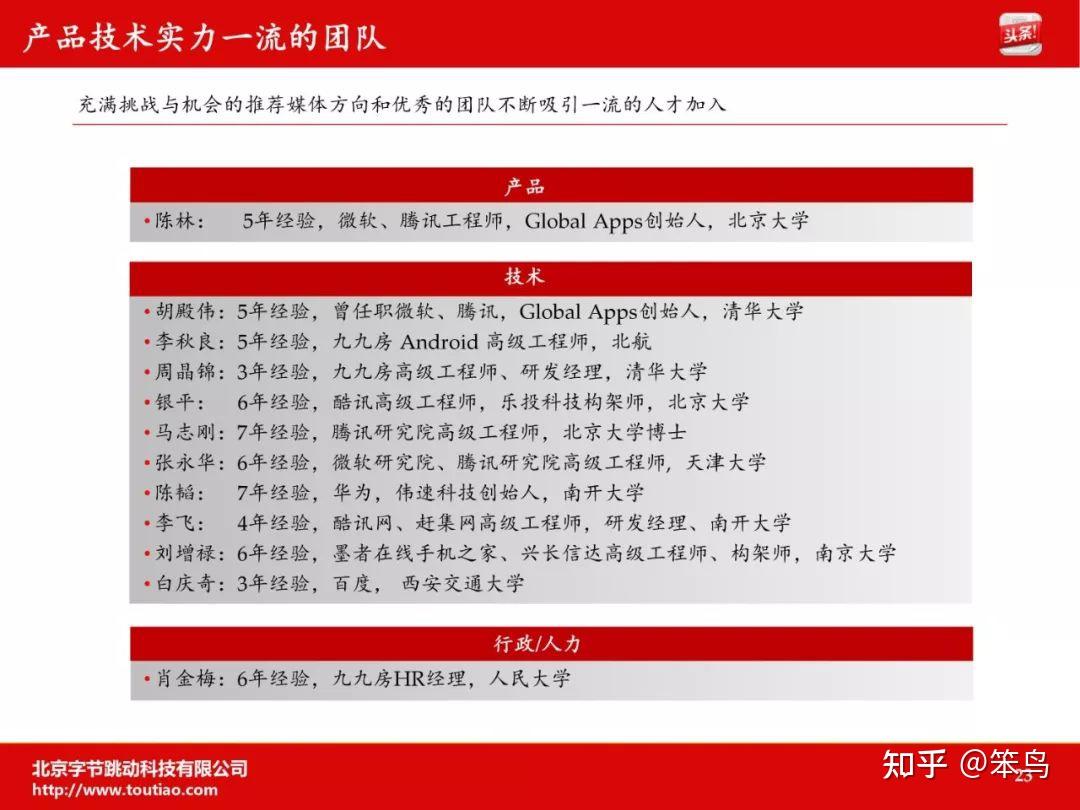 产品技术实力一流的团队
头条!
充满挑战与机会的推荐媒体方向和优秀的团队不断吸引一流的人才加入
产品
•陈林： 5年经验，微软、腾讯工程师，Global Apps创始人，北京大学
技术
•胡殿伟：5年经验，曾任职微软、腾讯，Global Apps创始人，清华大学
•李秋良：5年经验，九九房 Android 高级工程师，北航
•周晶锦：3年经验，九九房高级工程师、研发经理，清华大学
•银平： 6年经验，酷讯高级工程师，乐投科技构架师，北京大学
•马志刚：7年经验，腾讯研究院高级工程师，北京大学博士
•张永华：6年经验，微软研究院、腾讯研究院高级工程师，天津大学
•陈韬： 7年经验，华为，伟速科技创始人，南开大学
•李飞： 4年经验，酷讯网、赶集网高级工程师，研发经理、南开大学
•刘增禄：6年经验，墨者在线手机之家、兴长信达高级工程师、构架师，南京大学
•白庆奇：3年经验，百度， 西安交通大学
行政/人力
•肖金梅：6年经验，九九房HR经理，人民大学
北京字节跳动科技有限公司
http://www.toutiao.com
知乎 @笨鸟
23